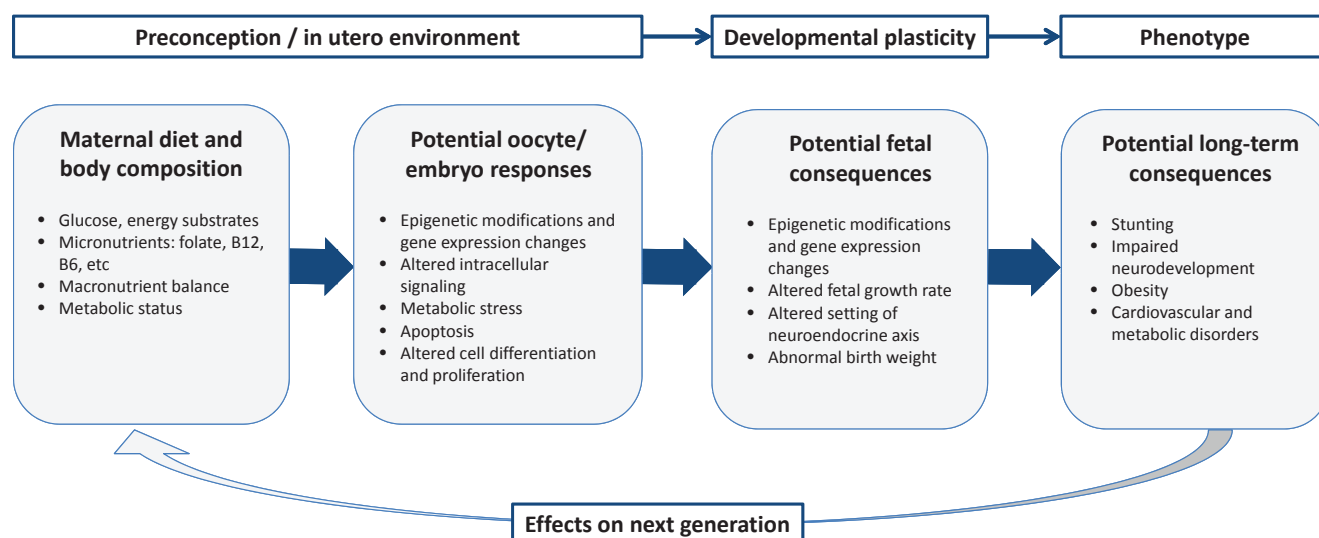 Preconception / in utero environment
Developmental plasticity
Phenotype
Maternal diet and
body composition
• Glucose, energy substrates
• Micronutrients: folate, B12,
B6, etc
• Macronutrient balance
• Metabolic status
Potential oocyte/
embryo responses
• Epigenetic modifications and
gene expression changes
• Altered intracellular
signaling
• Metabolic stress
• Apoptosis
• Altered cell differentiation
and proliferation
Potential fetal
consequences
• Epigenetic modifications
and gene expression
changes
• Altered fetal growth rate
• Altered setting of
neuroendocrine axis
• Abnormal birth weight
Potential long-term
consequences
• Stunting
• Impaired
neurodevelopment
• Obesity
• Cardiovascular and
metabolic disorders
Effects on next generation